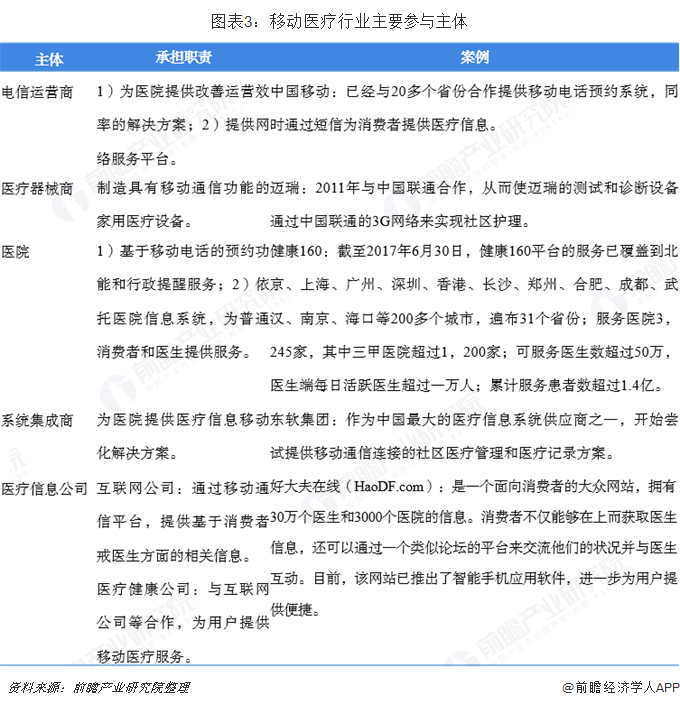 图表3：移动医疗行业主要参与主体
主体 承担职责 案例
电信运营商 1）为医院提供改善运营效 中国移动：已经与20多个省份合作提供移动电话预约系统，同
率的解决方案；2）提供网 时通过短信为消费者提供医疗信息。
络服务平台。
医疗器械商 制造具有移动通信功能的 迈瑞：2011年与中国联通合作，从而使迈瑞的测试和诊断设备
家用医疗设备。 通过中国联通的3G网络来实现社区护理。
医院 1）基于移动电话的预约功 健康160：截至2017年6月30日，健康160平台的服务已覆盖到北
能和行政提醒服务；2）依 京、上海、广州、深圳、香港、长沙、郑州、合肥、成都、武
托医院信息系统，为普通 汉、南京、海口等200多个城市，遍布31个省份；服务医院3，
消费者和医生提供服务。 245家，其中三甲医院超过1，200家；可服务医生数超过50万，
医生端每日活跃医生超过一万人；累计服务患者数超过1.4亿。
系统集成商 为医院提供医疗信息移动 东软集团：作为中国最大的医疗信息系统供应商之一，开始尝
化解决方案。 试提供移动通信连接的社区医疗管理和医疗记录方案。
医疗信息公司 互联网公司：通过移动通 好大夫在线（HaoDF.com）：是一个面向消费者的大众网站，拥有
信平台，提供基于消费者 30万个医生和3000个医院的信息。消费者不仅能够在上而获取医生
戒医生方面的相关信息。 信息，还可以通过一个类似论坛的平台来交流他们的状况并与医生
医疗健康公司：与互联网 互动。目前，该网站已推出了智能手机应用软件，进一步为用户提
公司等合作，为用户提供 供便捷。
移动医疗服务。
资料来源：前瞻产业研究院整理 @前瞻经济学人APP
前瞻产业研究院